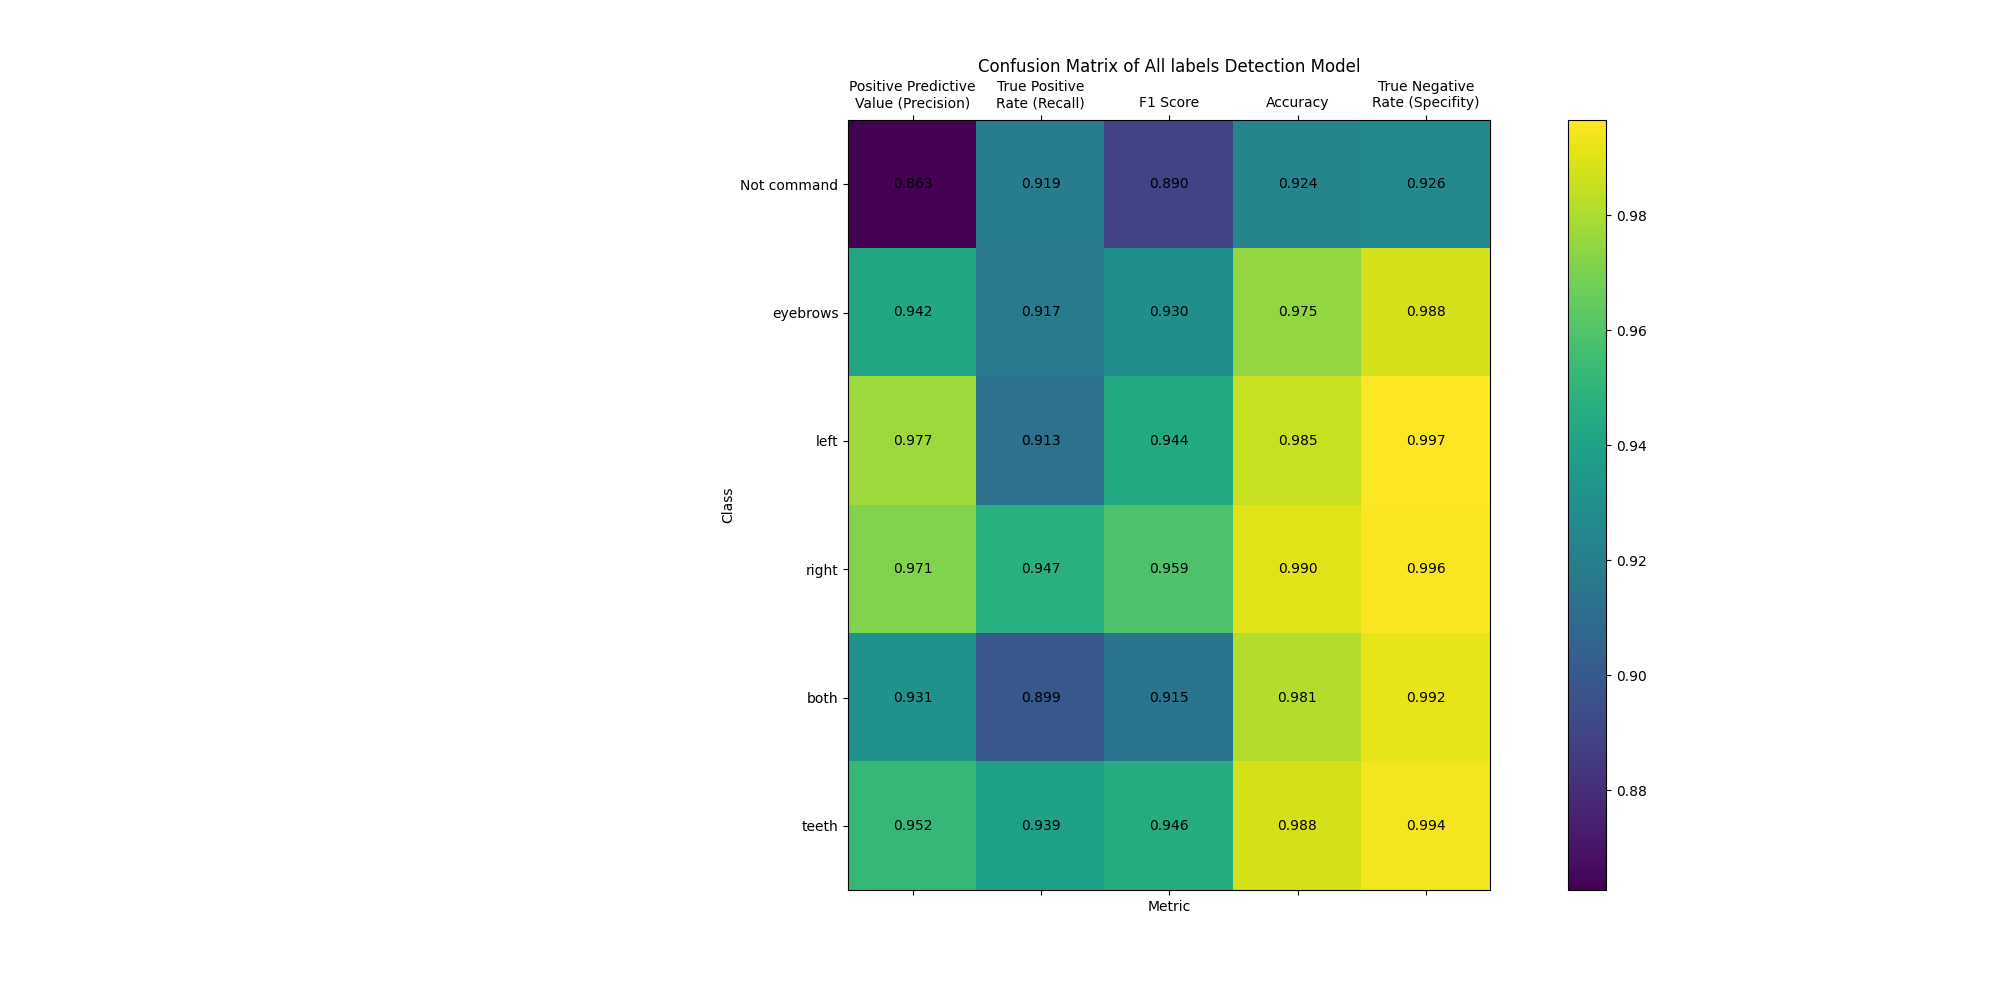 Confusion Matrix of All labels Detection Model
Positive Predictive
Value (Precision)
True Positive
Rate (Recall)
F1 Score
Accuracy
True Negative
Rate (Specifity)
Not command 0.863 0.919 0.890 0.924 0.926
eyebrows 0.942 0.917 0.930 0.975 0.988
left 0.977 0.913 0.944 0.985 0.997
right 0.971 0.947 0.959 0.990 0.996
both 0.931 0.899 0.915 0.981 0.992
teeth 0.952 0.939 0.946 0.988 0.994
Class
Metric
0.98
0.96
0.94
0.92
0.90
0.88